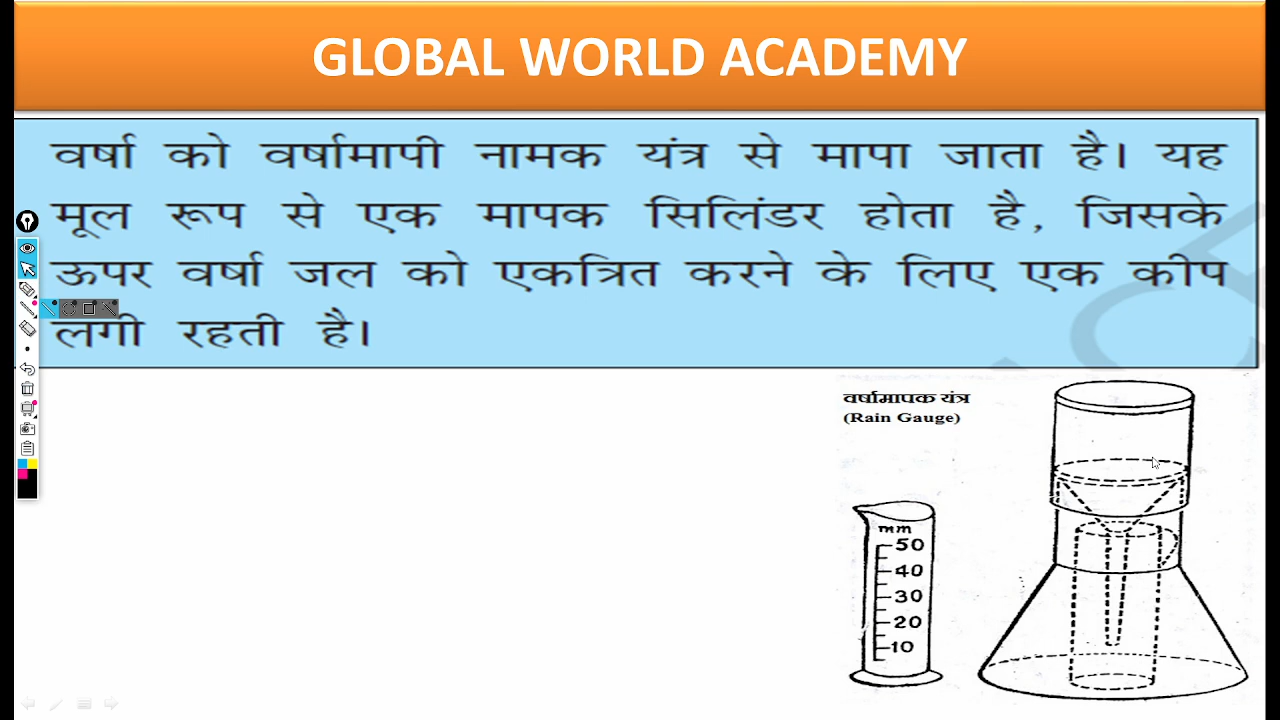 GLOBAL WORLD ACADEMY
वर्षा को वर्षामापी नामक यंत्र से मापा जाता है। यह
मूल रूप से एक मापक सिलिंडर होता है, जिसके
ऊपर वर्षा जल को एकत्रित करने के लिए एक कीप
लगी रहती है।
वर्षामापक यंत्र
(Rain Gauge)
mm
50
40
30
20
10